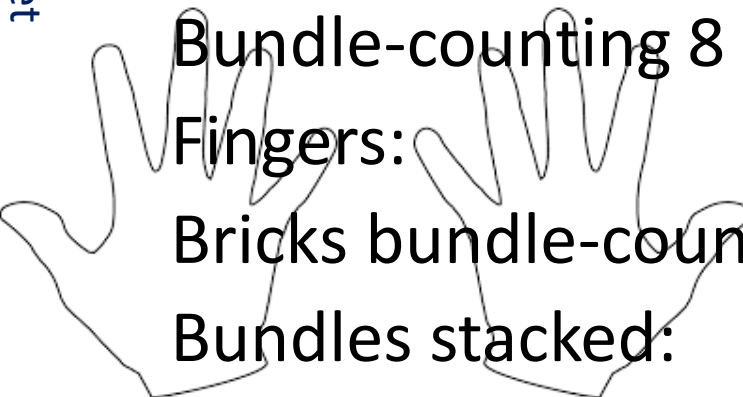 Bundle-counting 8
Fingers:
Bricks bundle-coun
Bundles stacked: